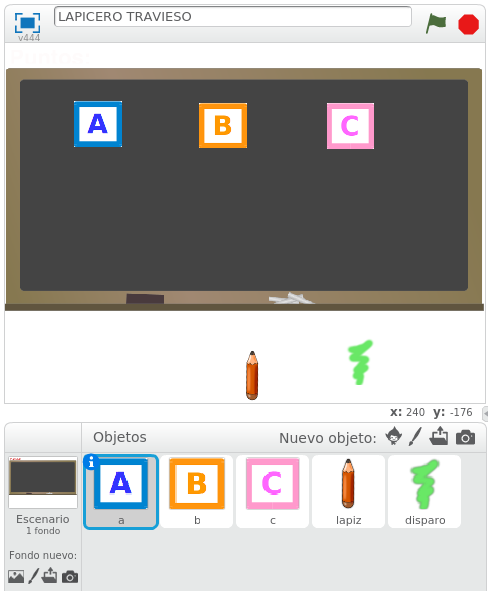 LAPICERO TRAVIESO
v444
A B C
x: 240 y: -176
Objetos
Nuevo objeto:
A B C
a b c lapiz disparo
Escenario
1 fondo
Fondo nuevo: